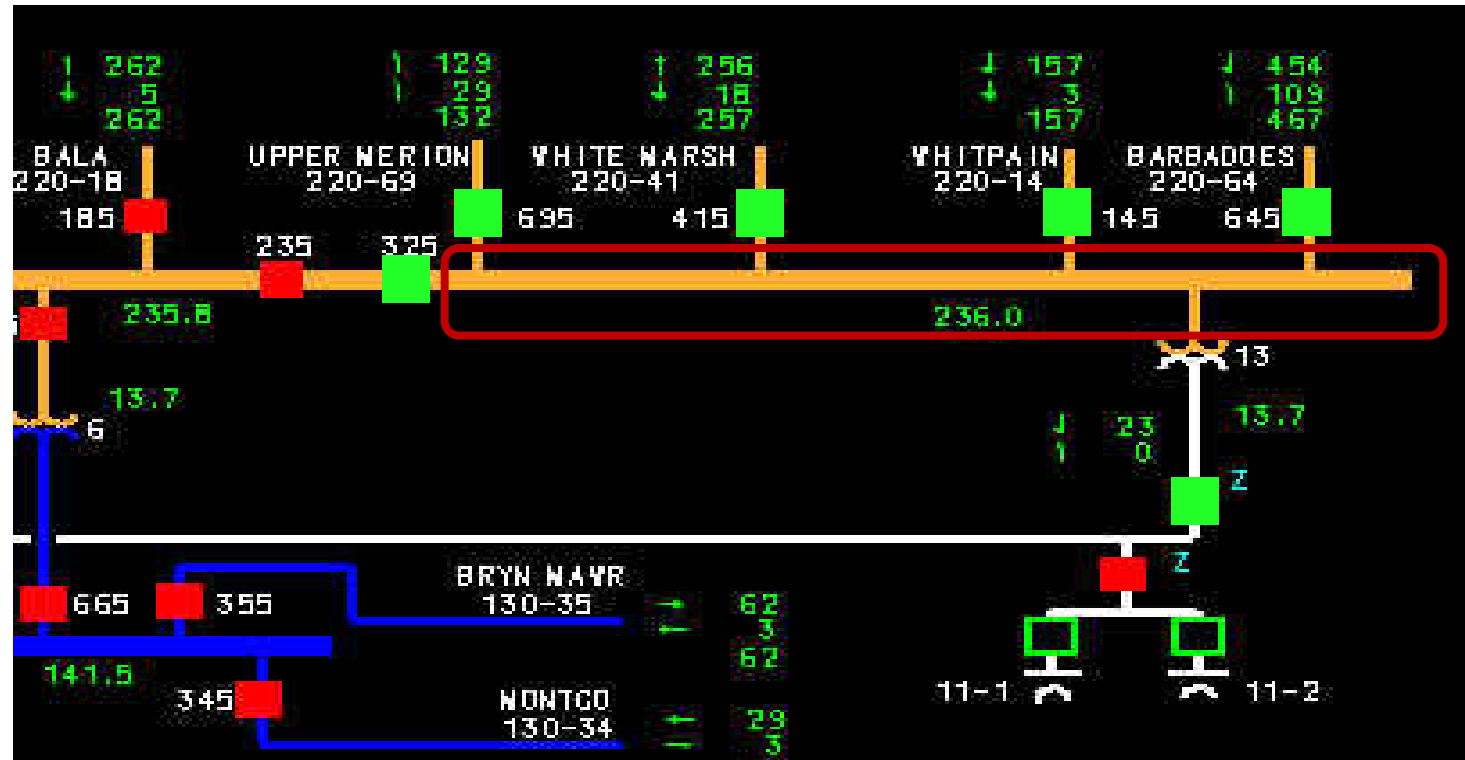 262 129 256 157 454
5 29 18 3 109
262 132 257 157 467
BALA UPPER MERION WHITE MARSH WHITPAIN BARBADOES
220-18 220-69 220-41 220-14 220-64
185 695 415 145 645
235 325
235.8 236.0
13
13.7 13.7
6 23
0
Z
Z
BRYN MAWR
665 355 130-35 62
3
62
141.5
345 MONTCO 11-1 11-2
130-34 29
3